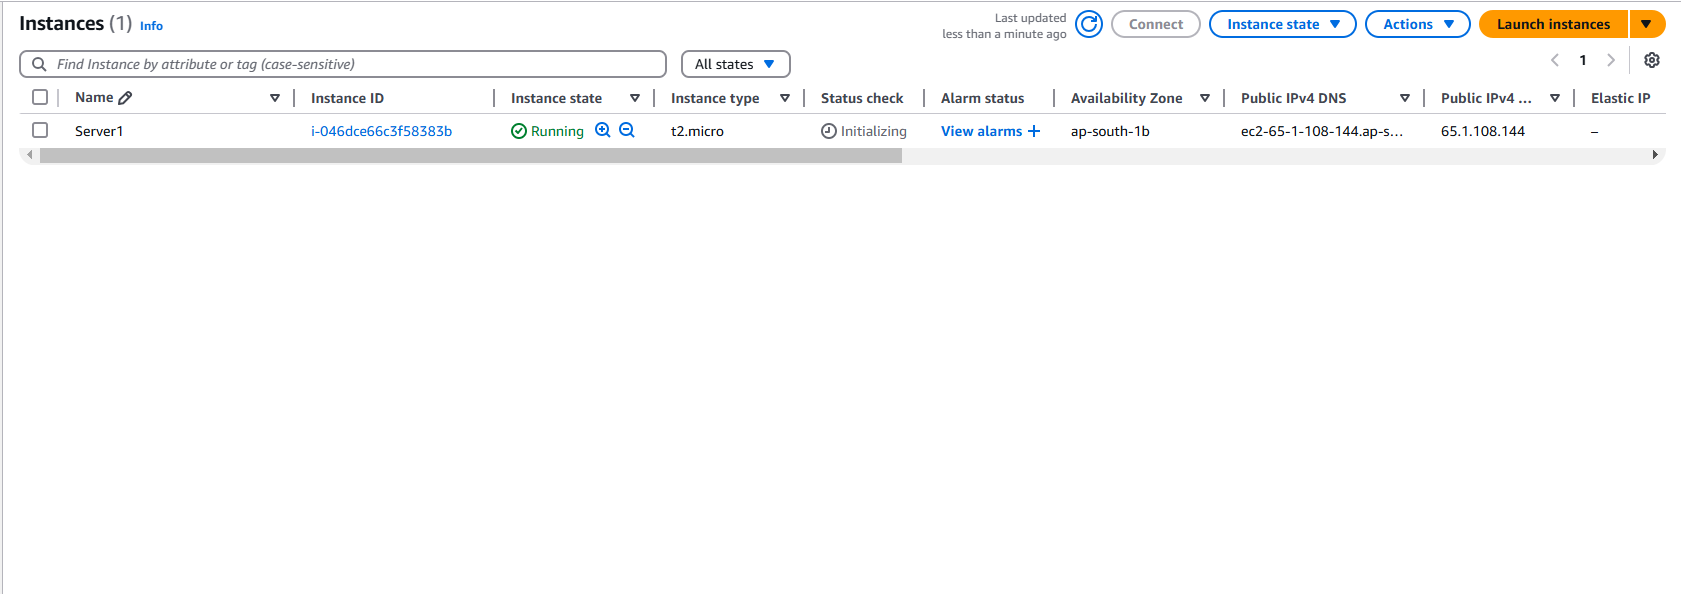 Instances (1) Info
Last updated
less than a minute ago
Connect
Instance state
Actions
Launch instances
Find Instance by attribute or tag (case-sensitive)
All states
1
Name Instance ID Instance state Instance type Status check Alarm status Availability Zone Public IPv4 DNS Public IPv4 ... Elastic IP
Server1 i-046dce66c3f58383b Running t2.micro Initializing View alarms + ap-south-1b ec2-65-1-108-144.ap-s... 65.1.108.144 –